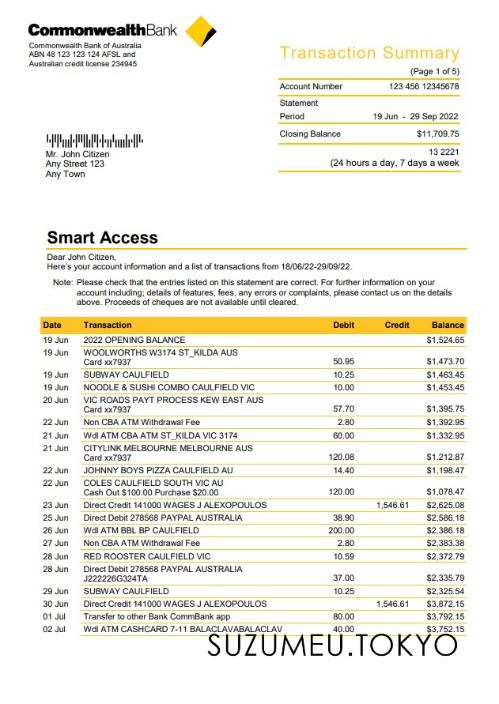 CommonwealthBank
Commonwealth Bank of Australia
ABN 48 123 123 124 AFSL and
Australian credit license 234945
Transaction Summary
(Page 1 of 5)
Account Number 123 456 12345678
Statement
Period 19 Jun - 29 Sep 2022
Closing Balance $11,709.75
13 2221
(24 hours a day, 7 days a week
Mr. John Citizen
Any Street 123
Any Town
Smart Access
Dear John Citizen,
Here's your account information and a list of transactions from 18/06/22-29/09/22.
Note: Please check that the entries listed on this statement are correct. For further information on your
account including; details of features, fees, any errors or complaints, please contact us on the details
above. Proceeds of cheques are not available until cleared.
Date Transaction Debit Credit Balance
19 Jun 2022 OPENING BALANCE $1,524.65
19 Jun WOOLWORTHS W3174 ST_KILDA AUS
Card xx7937 50.95 $1,473.70
19 Jun SUBWAY CAULFIELD 10.25 $1,463.45
19 Jun NOODLE & SUSHI COMBO CAULFIELD VIC 10.00 $1,453.45
20 Jun VIC ROADS PAYT PROCESS KEW EAST AUS
Card xx7937 57.70 $1,395.75
22 Jun Non CBA ATM Withdrawal Fee 2.80 $1,392.95
21 Jun Wdl ATM CBA ATM ST_KILDA VIC 3174 60.00 $1,332.95
21 Jun CITYLINK MELBOURNE MELBOURNE AUS
Card xx7937 120.08 $1,212.87
22 Jun JOHNNY BOYS PIZZA CAULFIELD AU 14.40 $1,198.47
22 Jun COLES CAULFIELD SOUTH VIC AU
Cash Out $100.00 Purchase $20.00 120.00 $1,078.47
23 Jun Direct Credit 141000 WAGES J ALEXOPOULOS 1,546.61 $2,625.08
25 Jun Direct Debit 278568 PAYPAL AUSTRALIA 38.90 $2,586.18
26 Jun Wdl ATM BBL BP CAULFIELD 200.00 $2,386.18
27 Jun Non CBA ATM Withdrawal Fee 2.80 $2,383.38
28 Jun RED ROOSTER CAULFIELD VIC 10.59 $2,372.79
28 Jun Direct Debit 278568 PAYPAL AUSTRALIA
J222226G324TA 37.00 $2,335.79
29 Jun SUBWAY CAULFIELD 10.25 $2,325.54
30 Jun Direct Credit 141000 WAGES J ALEXOPOULOS 1,546.61 $3,872.15
01 Jul Transfer to other Bank CommBank app 80.00 $3,792.15
02 Jul Wdl ATM CASHCARD 7-11 BALACLAVABALACLAV 40.00 $3,752.15
SUZUMEU.TOKYO